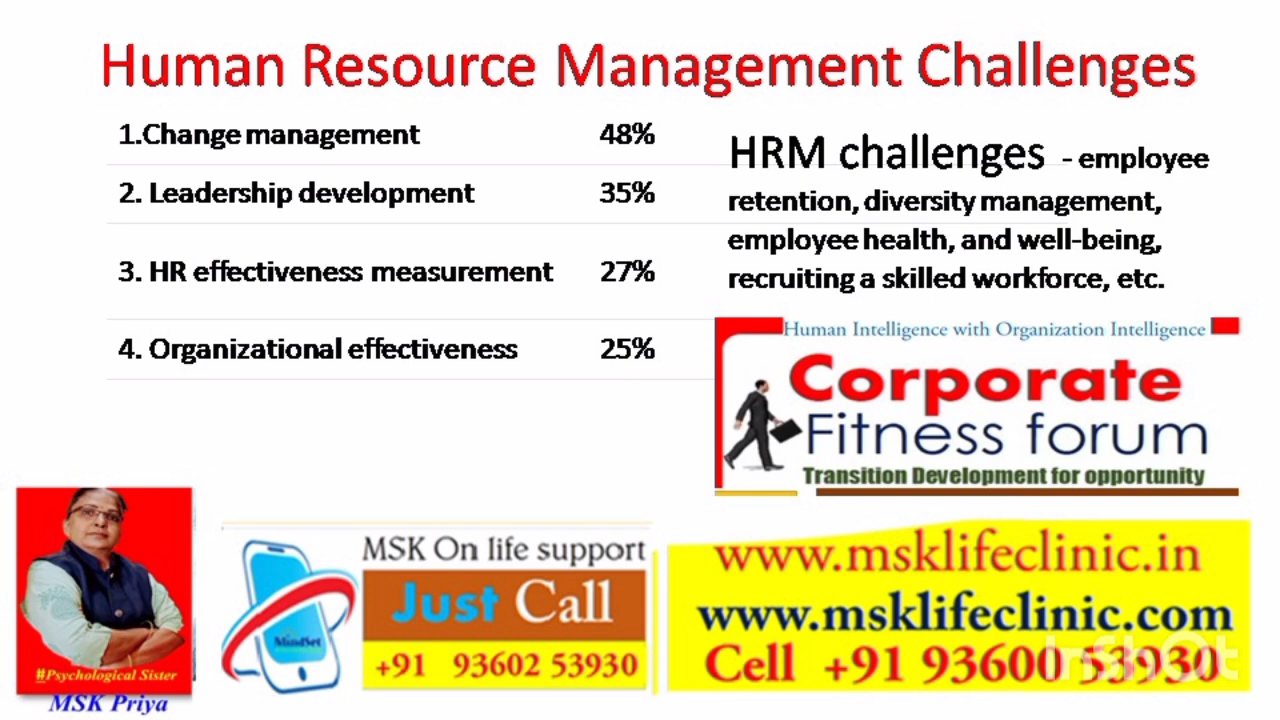 Human Resource Management Challenges
1.Change management 48%
2. Leadership development 35%
3. HR effectiveness measurement 27%
4. Organizational effectiveness 25%
HRM challenges - employee
retention, diversity management,
employee health, and well-being,
recruiting a skilled workforce, etc.
Human Intelligence with Organization Intelligence
Corporate
Fitness forum
Transition Development for opportunity
#Psychological Sister
MSK Priya
MindSet
MSK On life support
Just Call
+91 93602 53930
www.msklifeclinic.in
www.msklifeclinic.com
Cell +91 93600 53930
InShOt